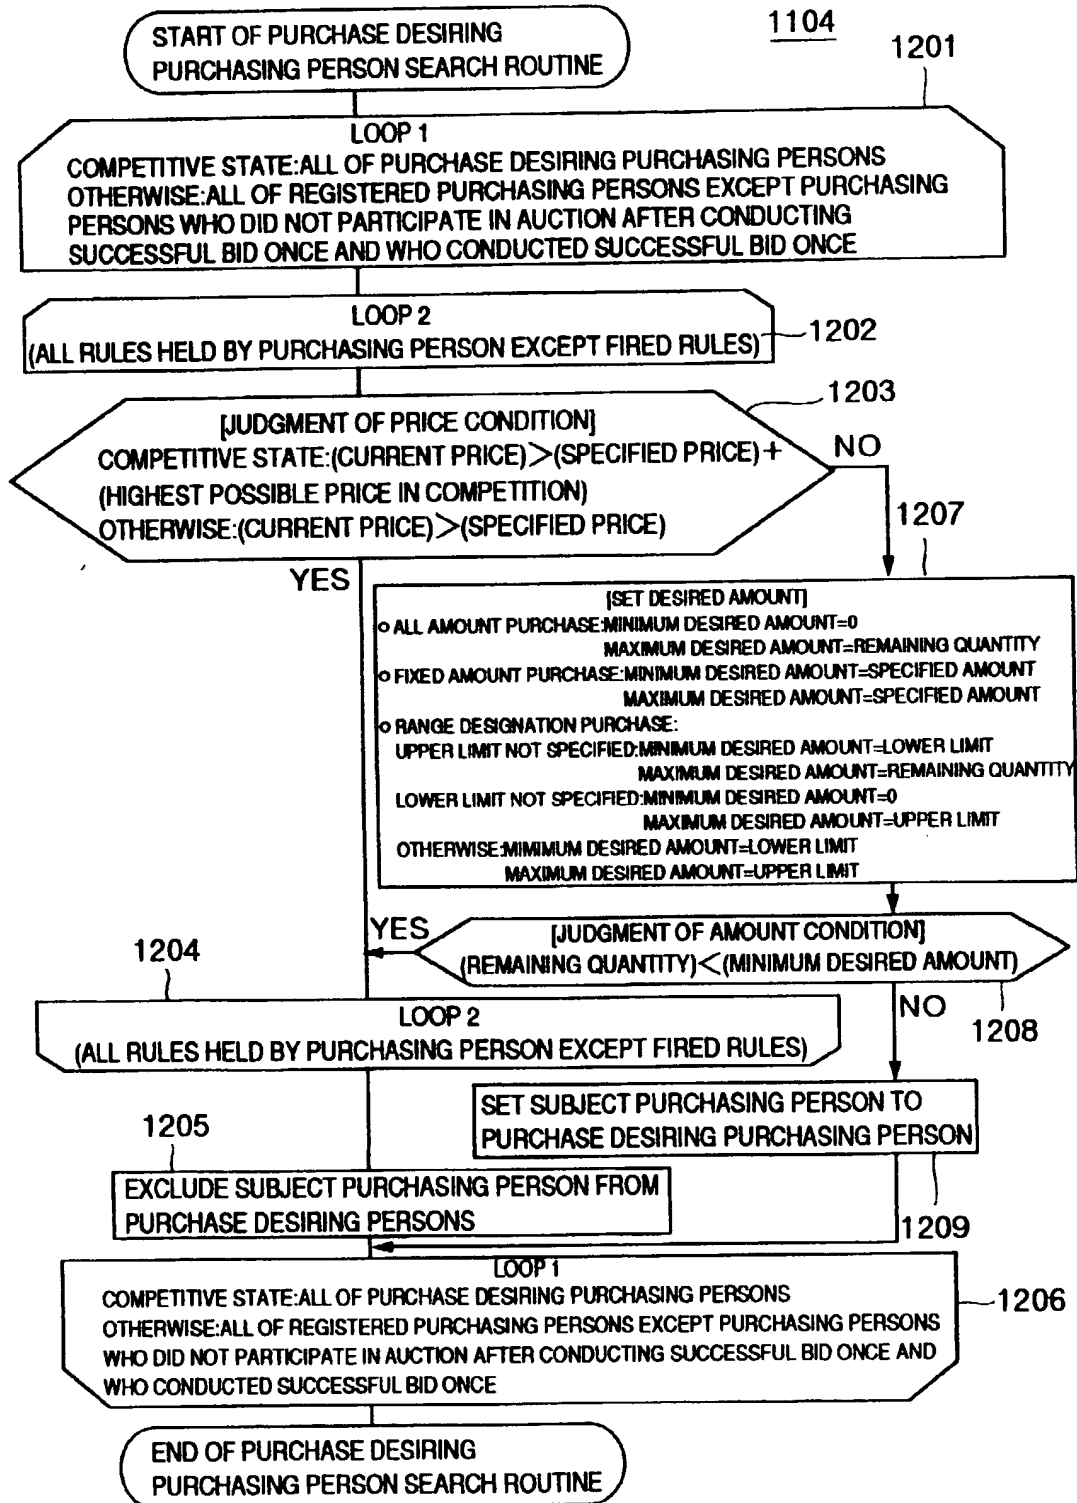 1104
START OF PURCHASE DESIRING
PURCHASING PERSON SEARCH ROUTINE
1201
LOOP 1
COMPETITIVE STATE:ALL OF PURCHASE DESIRING PURCHASING PERSONS
OTHERWISE:ALL OF REGISTERED PURCHASING PERSONS EXCEPT PURCHASING
PERSONS WHO DID NOT PARTICIPATE IN AUCTION AFTER CONDUCTING
SUCCESSFUL BID ONCE AND WHO CONDUCTED SUCCESSFUL BID ONCE
LOOP 2
(ALL RULES HELD BY PURCHASING PERSON EXCEPT FIRED RULES)
1202
1203
[JUDGMENT OF PRICE CONDITION]
COMPETITIVE STATE:(CURRENT PRICE)>(SPECIFIED PRICE)+
(HIGHEST POSSIBLE PRICE IN COMPETITION)
OTHERWISE:(CURRENT PRICE)>(SPECIFIED PRICE)
NO
YES
1207
[SET DESIRED AMOUNT]
o ALL AMOUNT PURCHASE:MINIMUM DESIRED AMOUNT=0
MAXIMUM DESIRED AMOUNT=REMAINING QUANTITY
o FIXED AMOUNT PURCHASE:MINIMUM DESIRED AMOUNT=SPECIFIED AMOUNT
MAXIMUM DESIRED AMOUNT=SPECIFIED AMOUNT
o RANGE DESIGNATION PURCHASE:
UPPER LIMIT NOT SPECIFIED:MINIMUM DESIRED AMOUNT=LOWER LIMIT
MAXIMUM DESIRED AMOUNT=REMAINING QUANTITY
LOWER LIMIT NOT SPECIFIED:MINIMUM DESIRED AMOUNT=0
MAXIMUM DESIRED AMOUNT=UPPER LIMIT
OTHERWISE:MIMIMUM DESIRED AMOUNT=LOWER LIMIT
MAXIMUM DESIRED AMOUNT=UPPER LIMIT
YES
[JUDGMENT OF AMOUNT CONDITION]
(REMAINING QUANTITY)<(MINIMUM DESIRED AMOUNT)
1208
NO
1204
LOOP 2
(ALL RULES HELD BY PURCHASING PERSON EXCEPT FIRED RULES)
SET SUBJECT PURCHASING PERSON TO
PURCHASE DESIRING PURCHASING PERSON
1209
1205
EXCLUDE SUBJECT PURCHASING PERSON FROM
PURCHASE DESIRING PERSONS
LOOP 1
COMPETITIVE STATE:ALL OF PURCHASE DESIRING PURCHASING PERSONS
OTHERWISE:ALL OF REGISTERED PURCHASING PERSONS EXCEPT PURCHASING PERSONS
WHO DID NOT PARTICIPATE IN AUCTION AFTER CONDUCTING SUCCESSFUL BID ONCE AND
WHO CONDUCTED SUCCESSFUL BID ONCE
1206
END OF PURCHASE DESIRING
PURCHASING PERSON SEARCH ROUTINE